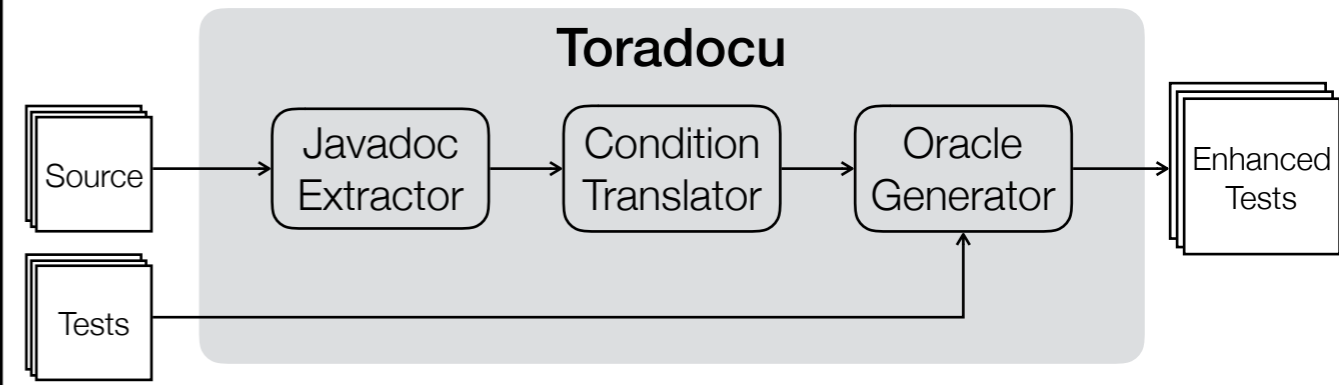 Toradocu
Source
Javadoc
Extractor
Condition
Translator
Oracle
Generator
Enhanced
Tests
Tests